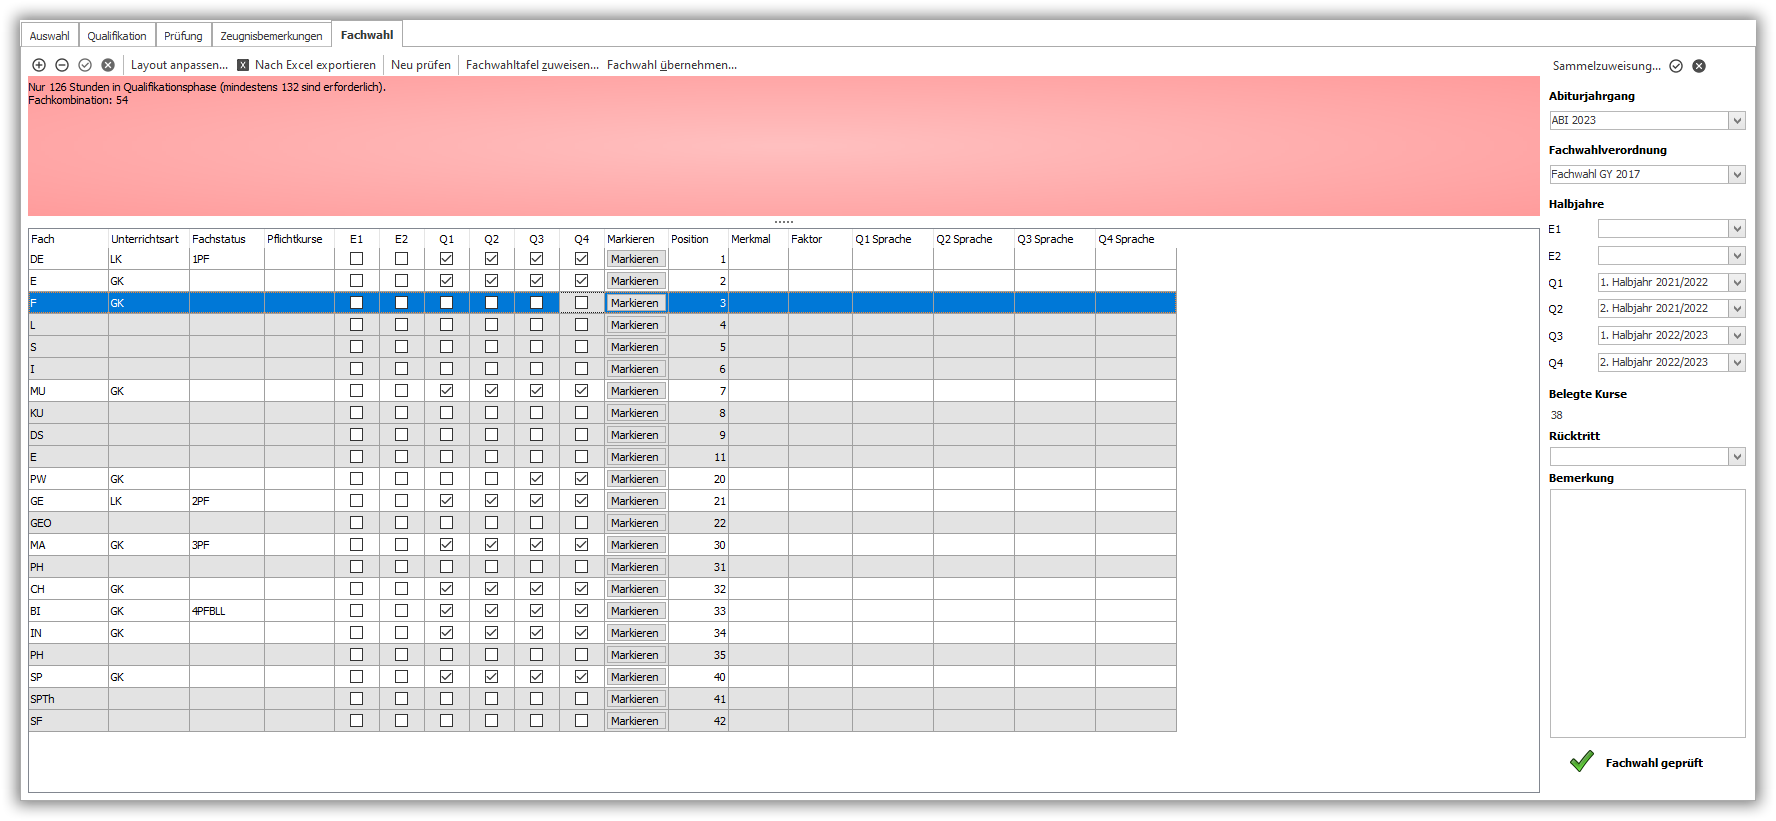 Auswahl Qualifikation Prüfung Zeugnisbemerkungen Fachwahl
Layout anpassen... X Nach Excel exportieren Neu prüfen Fachwahltafel zuweisen... Fachwahl übernehmen...
Nur 126 Stunden in Qualifikationsphase (mindestens 132 sind erforderlich).
Fachkombination: 54
Fach Unterrichtsart Fachstatus Pflichtkurse E1 E2 Q1 Q2 Q3 Q4 Markieren Position Merkmal Faktor Q1 Sprache Q2 Sprache Q3 Sprache Q4 Sprache
DE LK 1PF Markieren 1
E GK Markieren 2
F GK Markieren 3
L Markieren 4
S Markieren 5
I Markieren 6
MU GK Markieren 7
KU Markieren 8
DS Markieren 9
E Markieren 11
PW GK Markieren 20
GE LK 2PF Markieren 21
GEO Markieren 22
MA GK 3PF Markieren 30
PH Markieren 31
CH GK Markieren 32
BI GK 4PFBLL Markieren 33
IN GK Markieren 34
PH Markieren 35
SP GK Markieren 40
SPTh Markieren 41
SF Markieren 42
Sammelzuweisung...
Abiturjahrgang
ABI 2023
Fachwahlverordnung
Fachwahl GY 2017
Halbjahre
E1
E2
Q1 1. Halbjahr 2021/2022
Q2 2. Halbjahr 2021/2022
Q3 1. Halbjahr 2022/2023
Q4 2. Halbjahr 2022/2023
Belegte Kurse
38
Rücktritt
Bemerkung
Fachwahl geprüft